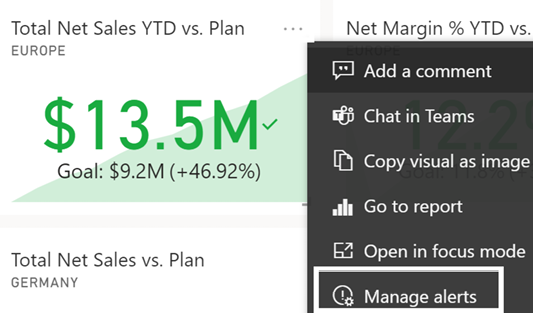 Total Net Sales YTD vs. Plan
EUROPE
$13.5M
Goal: $9.2M (+46.92%)
Total Net Sales vs. Plan
GERMANY
Net Margin % YTD vs.
EUROPE
Add a comment
Chat in Teams
Copy visual as image
Go to report
Open in focus mode
Manage alerts